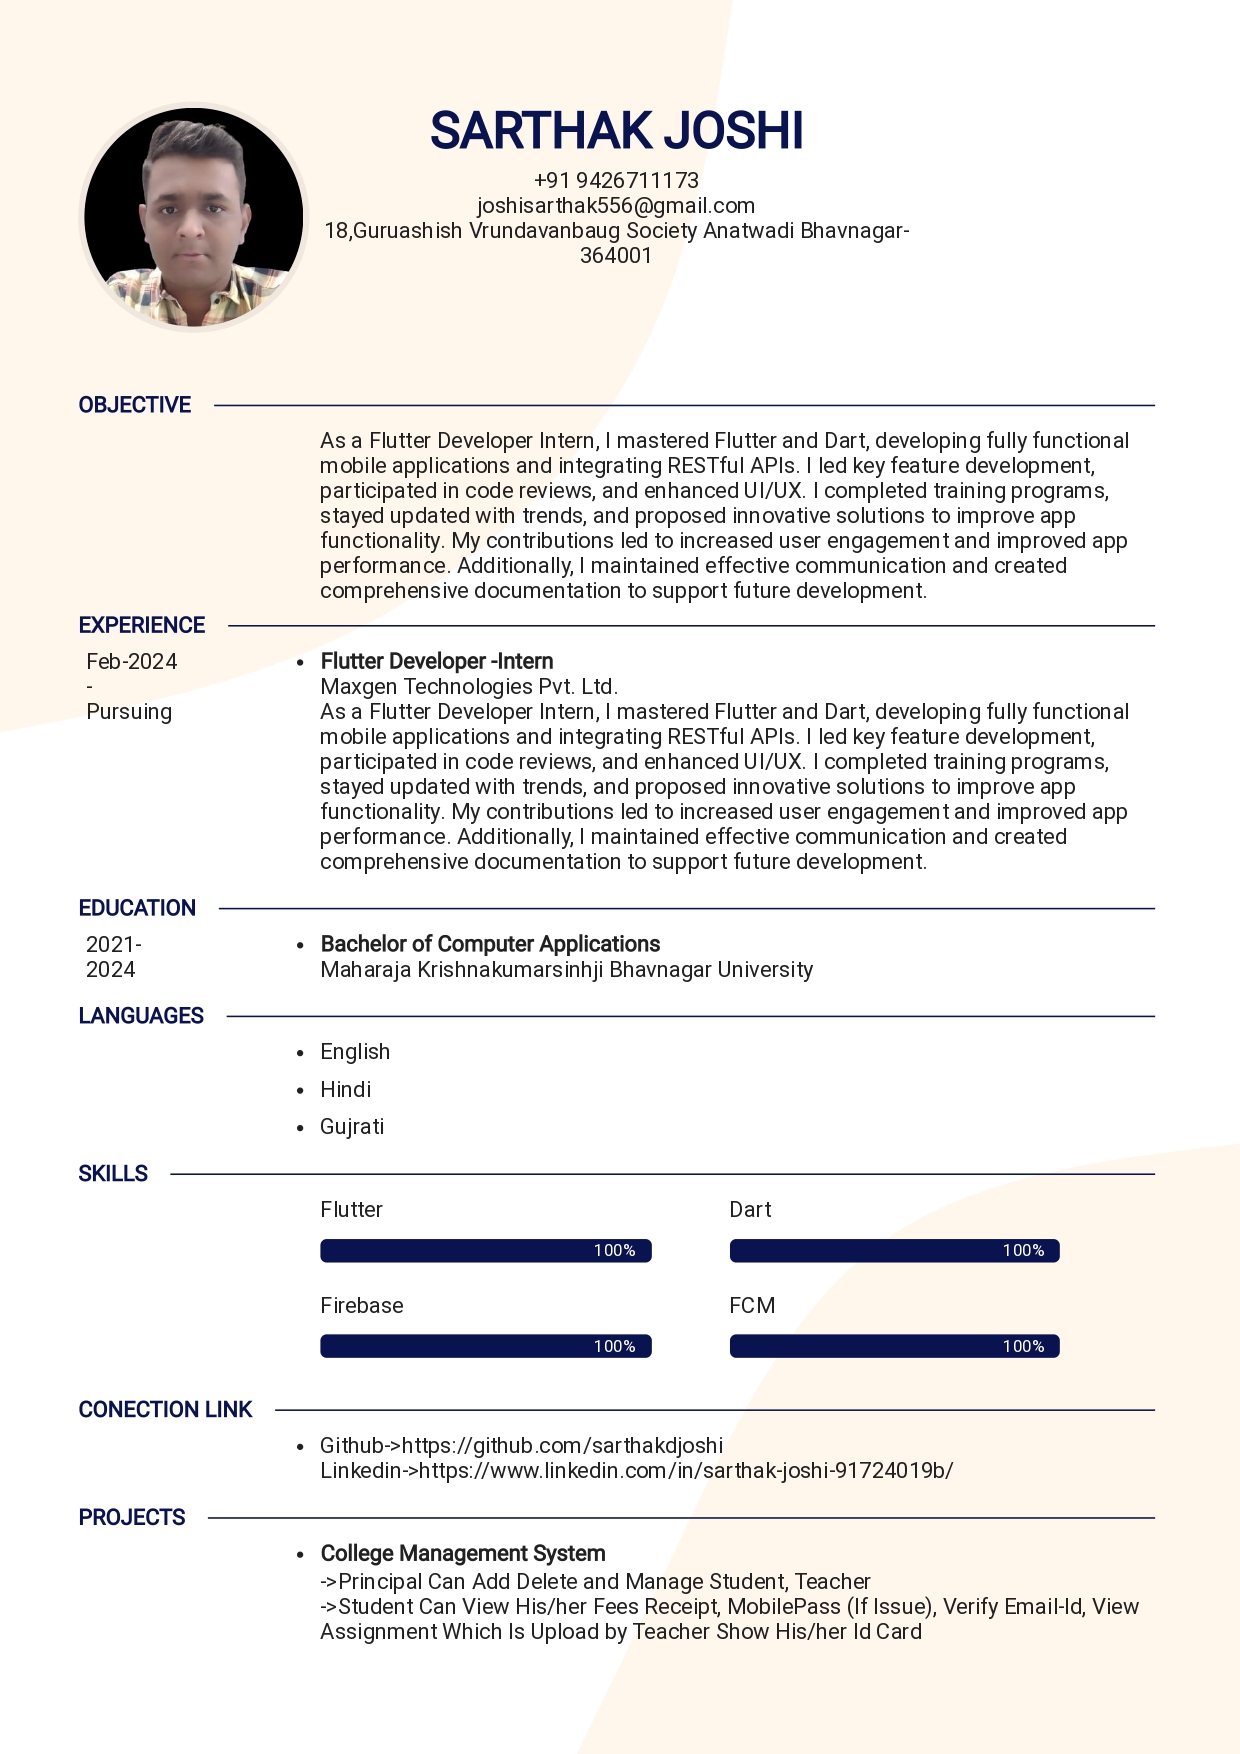 SARTHAK JOSHI
+91 9426711173
joshisarthak556@gmail.com
18,Guruashish Vrundavanbaug Society Anatwadi Bhavnagar-
364001
OBJECTIVE
As a Flutter Developer Intern, I mastered Flutter and Dart, developing fully functional
mobile applications and integrating RESTful APIs. I led key feature development,
participated in code reviews, and enhanced UI/UX. I completed training programs,
stayed updated with trends, and proposed innovative solutions to improve app
functionality. My contributions led to increased user engagement and improved app
performance. Additionally, I maintained effective communication and created
comprehensive documentation to support future development.
EXPERIENCE
Feb-2024
-
Pursuing
• Flutter Developer -Intern
Maxgen Technologies Pvt. Ltd.
As a Flutter Developer Intern, I mastered Flutter and Dart, developing fully functional
mobile applications and integrating RESTful APIs. I led key feature development,
participated in code reviews, and enhanced UI/UX. I completed training programs,
stayed updated with trends, and proposed innovative solutions to improve app
functionality. My contributions led to increased user engagement and improved app
performance. Additionally, I maintained effective communication and created
comprehensive documentation to support future development.
EDUCATION
2021-
2024
• Bachelor of Computer Applications
Maharaja Krishnakumarsinhji Bhavnagar University
LANGUAGES
• English
• Hindi
• Gujrati
SKILLS
Flutter
100%
Dart
100%
Firebase
100%
FCM
100%
CONECTION LINK
• Github->https://github.com/sarthakdjoshi
Linkedin->https://www.linkedin.com/in/sarthak-joshi-91724019b/
PROJECTS
• College Management System
->Principal Can Add Delete and Manage Student, Teacher
->Student Can View His/her Fees Receipt, MobilePass (If Issue), Verify Email-Id, View
Assignment Which Is Upload by Teacher Show His/her Id Card